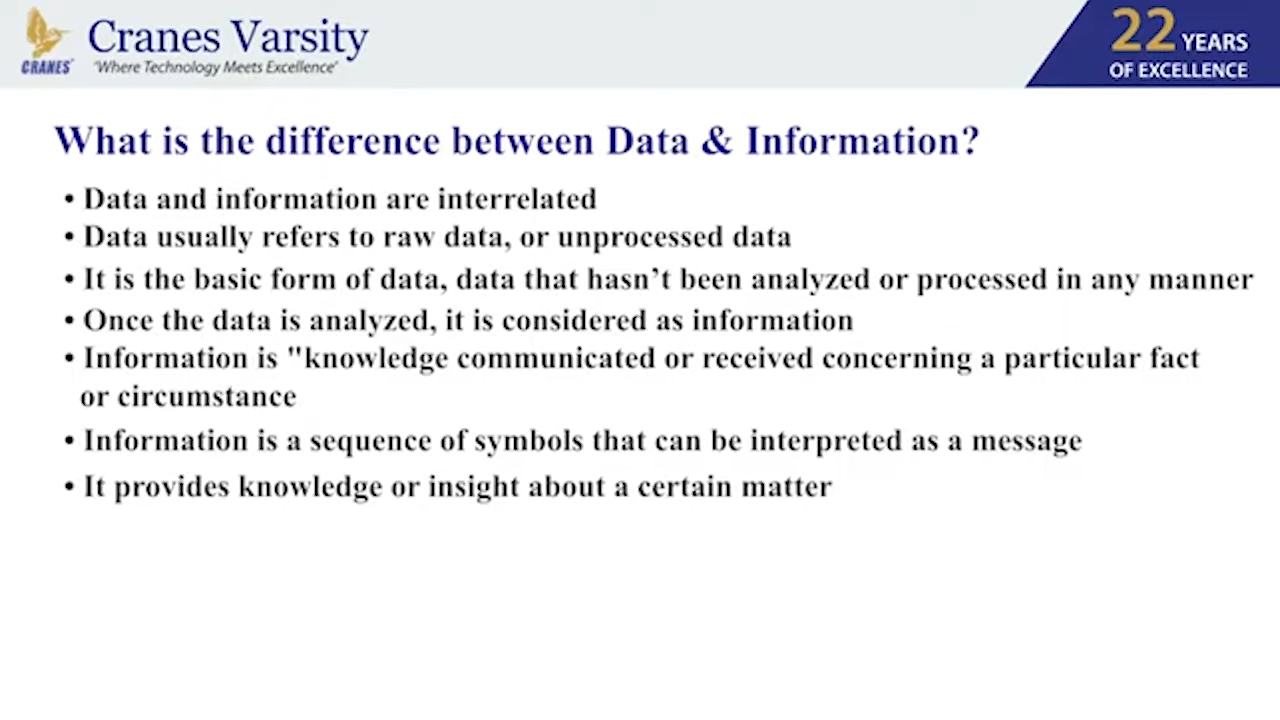 Cranes Varsity
CRANES
"Where Technology Meets Excellence"
22 YEARS
OF EXCELLENCE
What is the difference between Data & Information?
• Data and information are interrelated
• Data usually refers to raw data, or unprocessed data
• It is the basic form of data, data that hasn’t been analyzed or processed in any manner
• Once the data is analyzed, it is considered as information
• Information is "knowledge communicated or received concerning a particular fact
or circumstance
• Information is a sequence of symbols that can be interpreted as a message
• It provides knowledge or insight about a certain matter